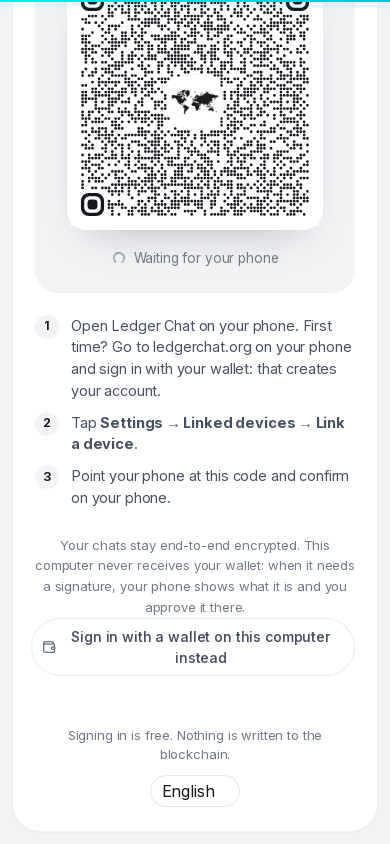 Waiting for your phone
1
Open Ledger Chat on your phone. First
time? Go to ledgerchat.org on your phone
and sign in with your wallet: that creates
your account.
2
Tap Settings → Linked devices → Link
a device.
3
Point your phone at this code and confirm
on your phone.
Your chats stay end-to-end encrypted. This
computer never receives your wallet: when it needs
a signature, your phone shows what it is and you
approve it there.
Sign in with a wallet on this computer
instead
Signing in is free. Nothing is written to the
blockchain.
English